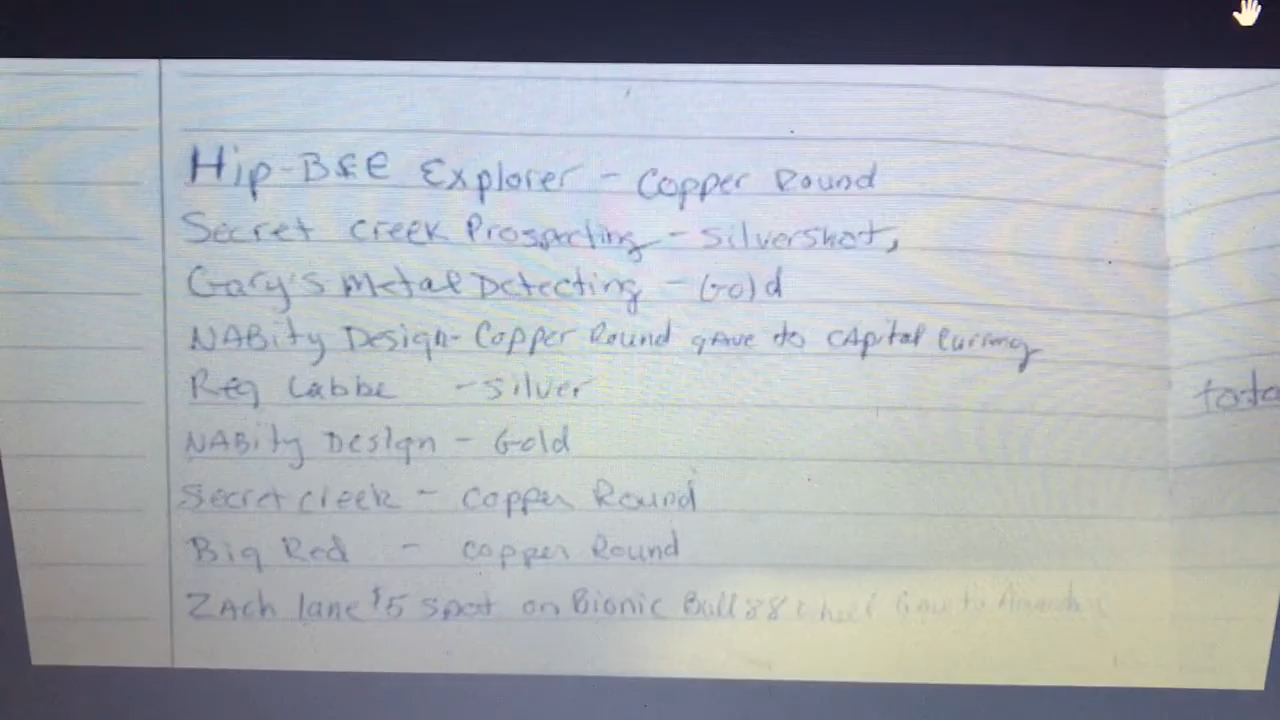 Hip-B&E Explorer - Copper Round
Secret Creek Prospecting - Silvershot,
Gary's Metal Detecting - Gold
NABity Design - Copper Round gave to CApital
Reg Labbe - Silver
NABity Design - Gold
Secret creek - Copper Round
Big Red - Copper Round
ZAch lane $5 spot on Bionic Ball 88